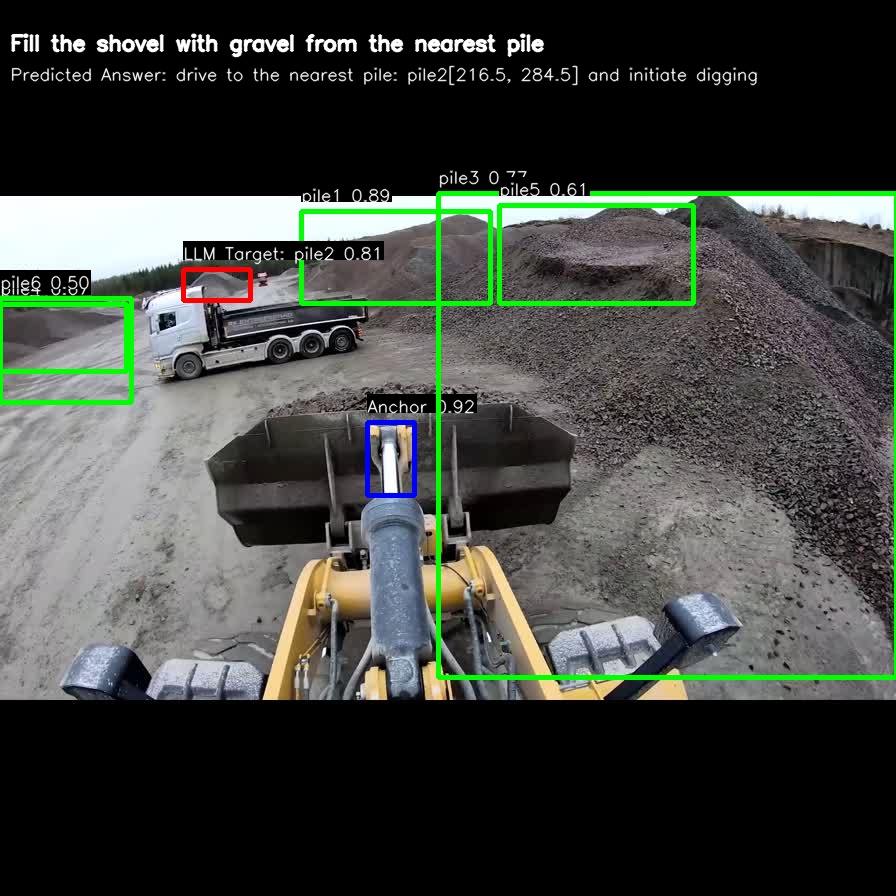 Fill the shovel with gravel from the nearest pile
Predicted Answer: drive to the nearest pile: pile2[216.5, 284.5] and initiate digging
pile3 0.77
pile5 0.61
pile1 0.89
LLM Target: pile2 0.81
pile6 0.50
Anchor 0.92